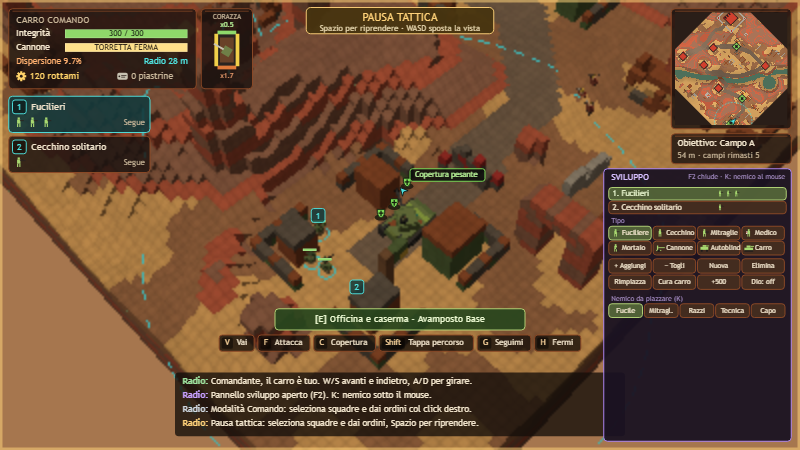 CARRO COMANDO
Integrità 300 / 300
Cannone TORRETTA FERMA
Dispersione 9.7% Radio 28 m
120 rottami 0 piastrine
CORAZZA
x0.5
x1.7
PAUSA TATTICA
Spazio per riprendere · WASD sposta la vista
1 Fucilieri
Segue
2 Cecchino solitario
Segue
Obiettivo: Campo A
54 m · campi rimasti 5
Copertura pesante
1
2
SVILUPPO F2 chiude · K: nemico al mouse
1. Fucilieri
2. Cecchino solitario
Tipo
Fuciliere Cecchino Mitraglie Medico
Mortaio Cannone Autoblind Carro
+ Aggiungi − Togli Nuova Elimina
Rimpiazza Cura carro +500 Dio: off
Nemico da piazzare (K)
Fucile Mitragl. Razzi Tecnica Capo
[E] Officina e caserma - Avamposto Base
V Vai F Attacca C Copertura Shift Tappa percorso G Seguimi H Fermi
Radio: Comandante, il carro è tuo. W/S avanti e indietro, A/D per girare.
Radio: Pannello sviluppo aperto (F2). K: nemico sotto il mouse.
Radio: Modalità Comando: seleziona squadre e dai ordini col click destro.
Radio: Pausa tattica: seleziona squadre e dai ordini, Spazio per riprendere.